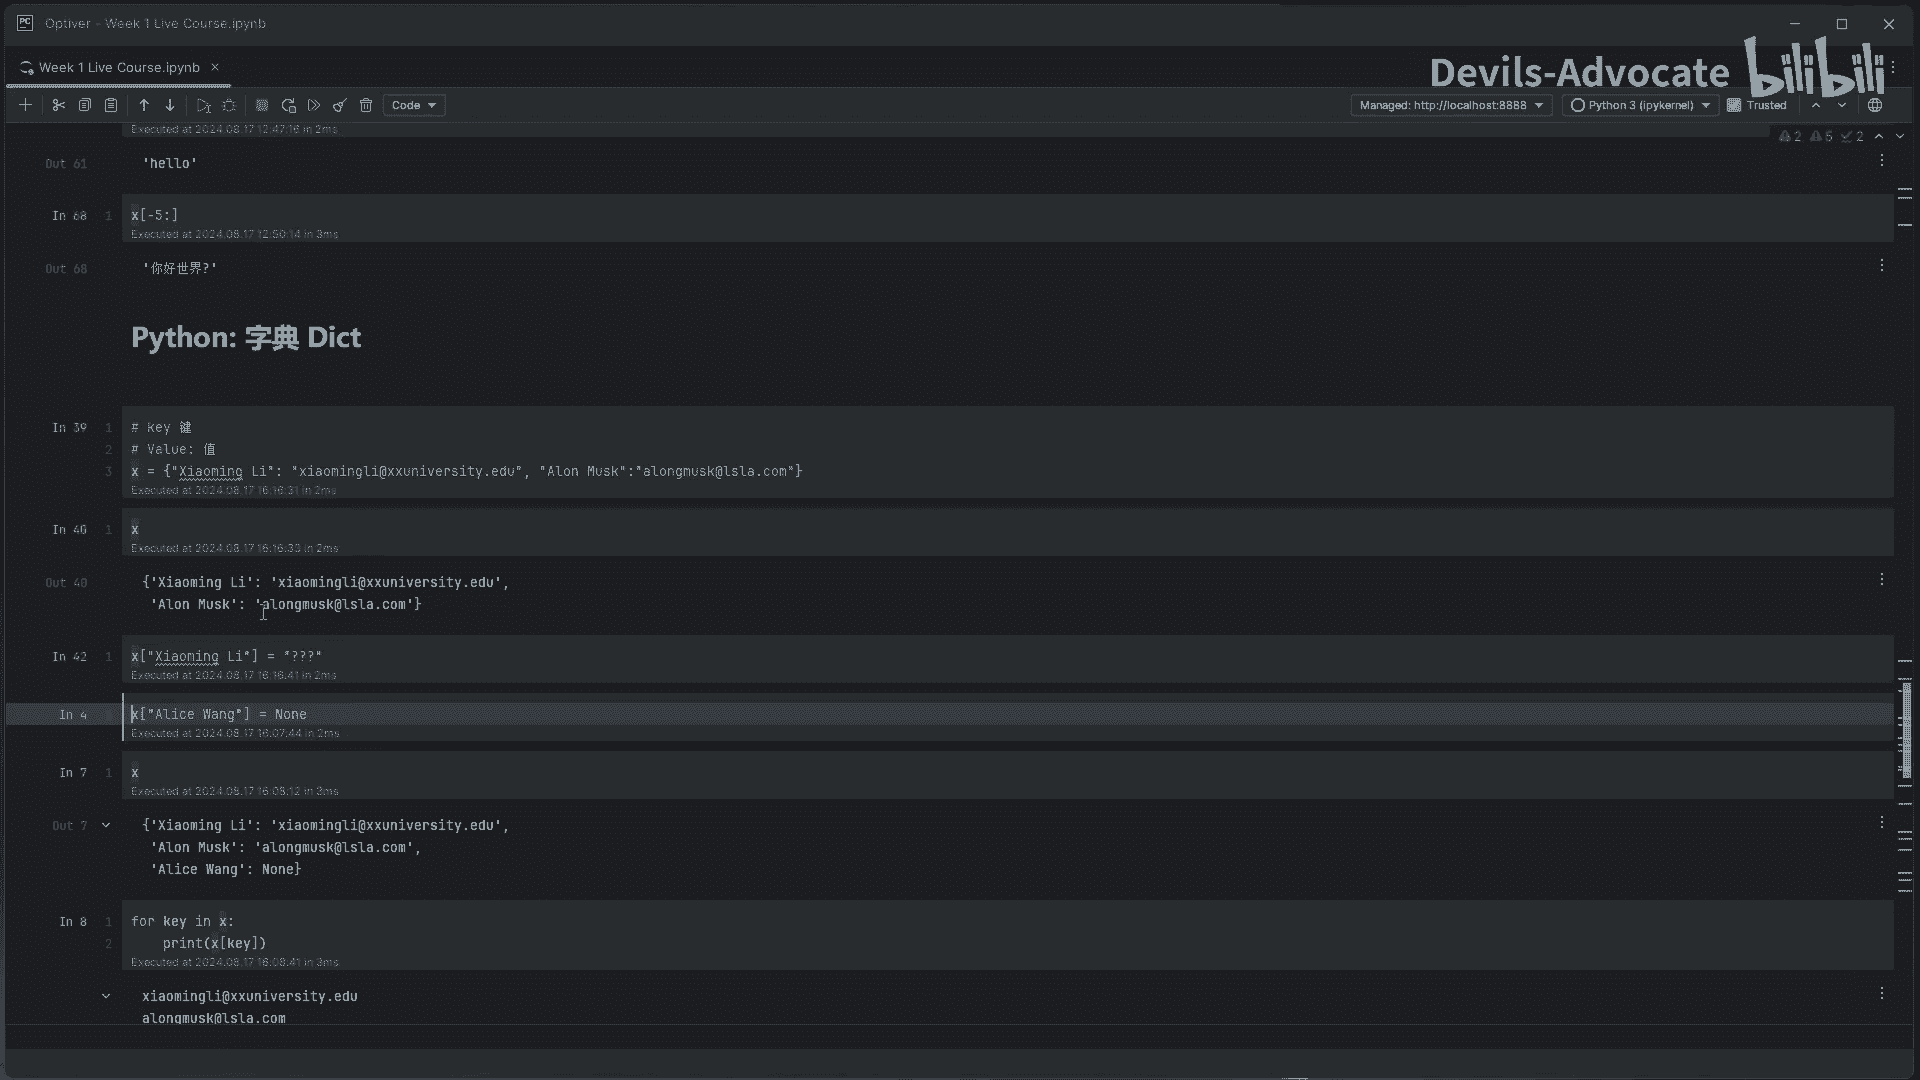 PC Optiver - Week 1 Live Course.ipynb
Week 1 Live Course.ipynb
Devils-Advocate bilibili
Code
Managed: http://localhost:8888
Python 3 (ipykernel)
Trusted
Executed at 2024.08.17 12:47:16 in 2ms
2 5 2
Out 61 'hello'
In 68 1 x[-5:]
Executed at 2024.08.17 12:50:14 in 3ms
Out 68 '你好世界?'
Python: 字典 Dict
In 39 1 # key 键
2 # Value: 值
3 x = {"Xiaoming Li": "xiaomingli@xxuniversity.edu", "Alon Musk":"alongmusk@lsla.com"}
Executed at 2024.08.17 16:16:31 in 2ms
In 40 1 x
Executed at 2024.08.17 16:16:33 in 2ms
Out 40 {'Xiaoming Li': 'xiaomingli@xxuniversity.edu',
'Alon Musk': 'alongmusk@lsla.com'}
In 42 1 x["Xiaoming Li"] = "???"
Executed at 2024.08.17 16:16:41 in 2ms
In 4 x["Alice Wang"] = None
Executed at 2024.08.17 16:07:44 in 2ms
In 7 1 x
Executed at 2024.08.17 16:08:12 in 3ms
Out 7 {'Xiaoming Li': 'xiaomingli@xxuniversity.edu',
'Alon Musk': 'alongmusk@lsla.com',
'Alice Wang': None}
In 8 1 for key in x:
2 print(x[key])
Executed at 2024.08.17 16:08:41 in 3ms
xiaomingli@xxuniversity.edu
alongmusk@lsla.com